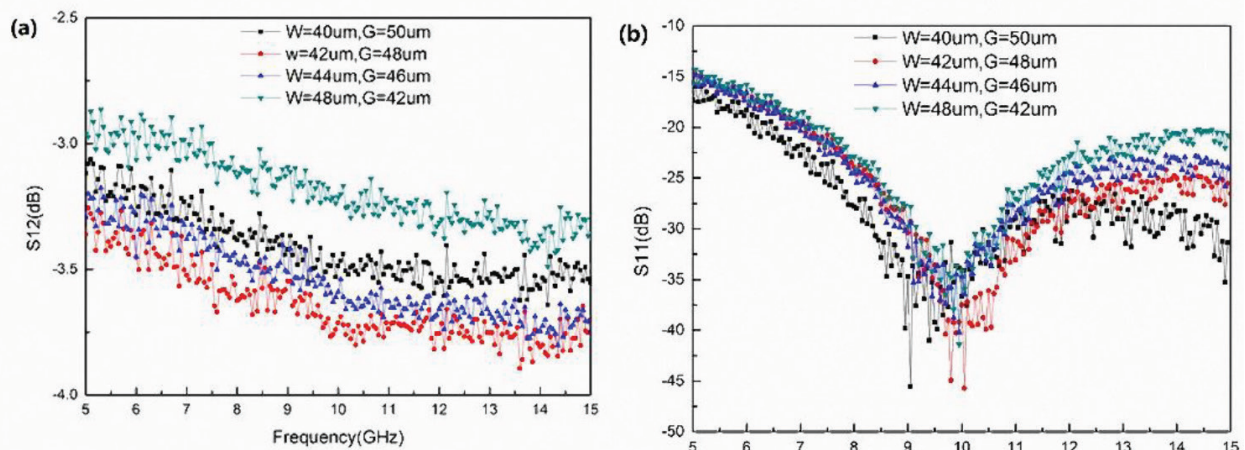 (a)
-2.5
W=40um,G=50um
w=42um,G=48um
W=44um,G=46um
W=48um,G=42um
-3.0
S12(dB)
-3.5
-4.0
5 6 7 8 9 10 11 12 13 14 15
Frequency(GHz)
(b)
-10
W=40um,G=50um
W=42um,G=48um
W=44um,G=46um
W=48um,G=42um
-15
-20
-25
S11(dB)
-30
-35
-40
-45
-50
5 6 7 8 9 10 11 12 13 14 15